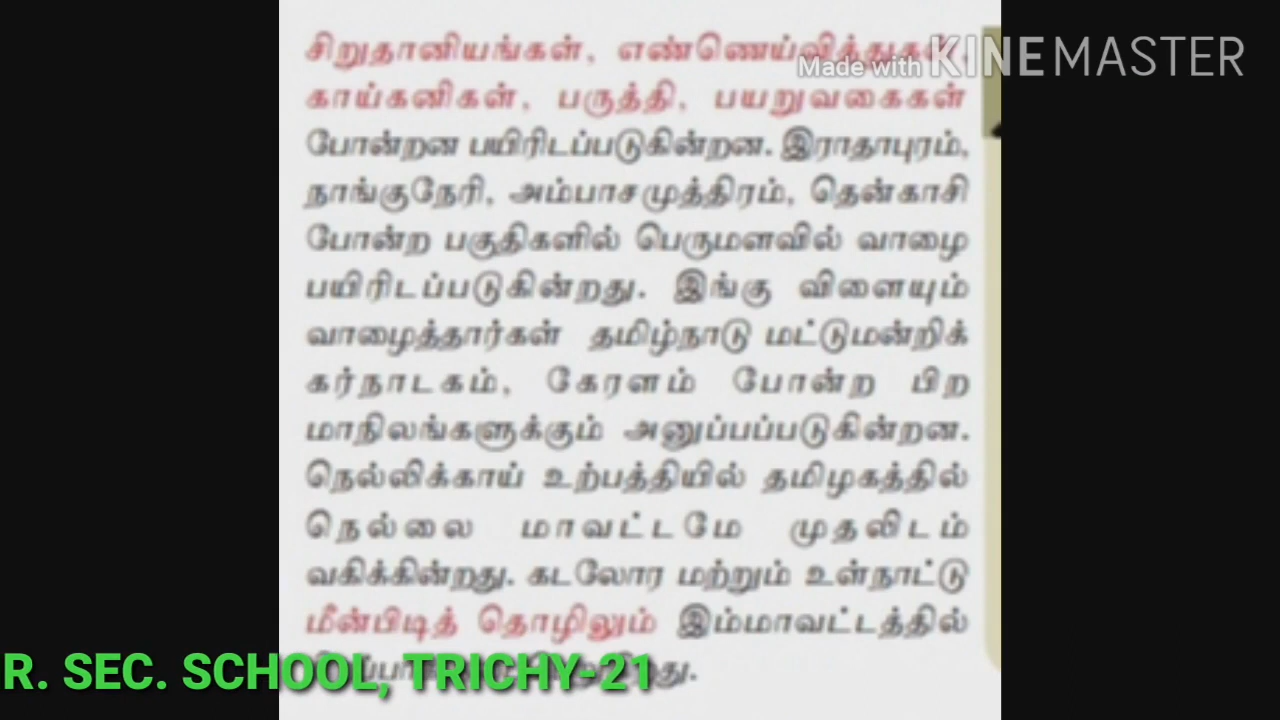 சிறுதானியங்கள், எண்ணெய்வித்துகள்,
Made with KINEMASTER
காய்கனிகள், பருத்தி, பயறுவகைகள்
போன்றன பயிரிடப்படுகின்றன. இராதாபுரம்,
நாங்குநேரி, அம்பாசமுத்திரம், தென்காசி
போன்ற பகுதிகளில் பெருமளவில் வாழை
பயிரிடப்படுகின்றது. இங்கு விளையும்
வாழைத்தார்கள் தமிழ்நாடு மட்டுமன்றிக்
கர்நாடகம், கேரளம் போன்ற பிற
மாநிலங்களுக்கும் அனுப்பப்படுகின்றன.
நெல்லிக்காய் உற்பத்தியில் தமிழகத்தில்
நெல்லை மாவட்டமே முதலிடம்
வகிக்கின்றது. கடலோர மற்றும் உள்நாட்டு
மீன்பிடித் தொழிலும் இம்மாவட்டத்தில்
R. SEC. SCHOOL, TRICHY-21